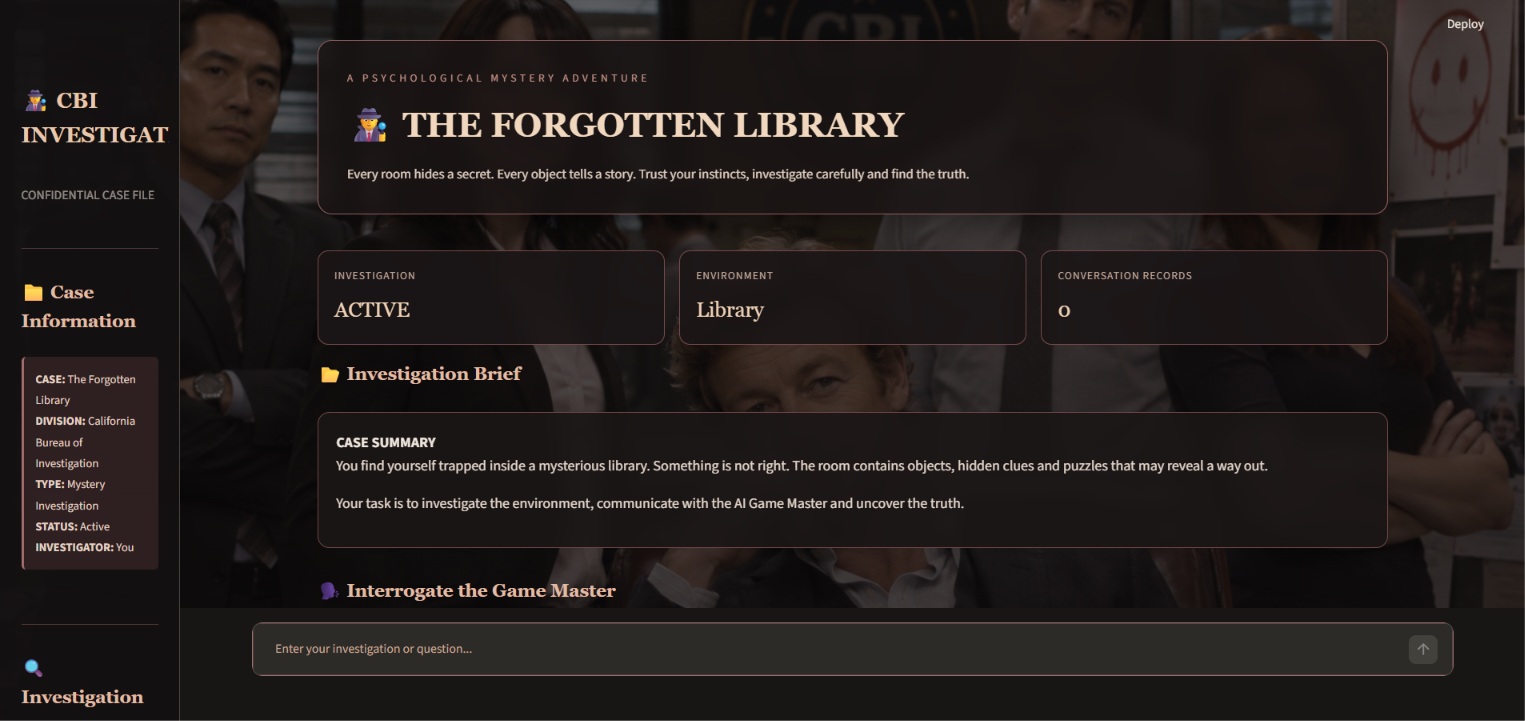 Deploy
CBI
INVESTIGAT
CONFIDENTIAL CASE FILE
Case
Information
CASE: The Forgotten
Library
DIVISION: California
Bureau of
Investigation
TYPE: Mystery
Investigation
STATUS: Active
INVESTIGATOR: You
Investigation
CBI
A PSYCHOLOGICAL MYSTERY ADVENTURE
THE FORGOTTEN LIBRARY
Every room hides a secret. Every object tells a story. Trust your instincts, investigate carefully and find the truth.
INVESTIGATION
ACTIVE
ENVIRONMENT
Library
CONVERSATION RECORDS
0
Investigation Brief
CASE SUMMARY
You find yourself trapped inside a mysterious library. Something is not right. The room contains objects, hidden clues and puzzles that may reveal a way out.
Your task is to investigate the environment, communicate with the AI Game Master and uncover the truth.
Interrogate the Game Master
Enter your investigation or question...